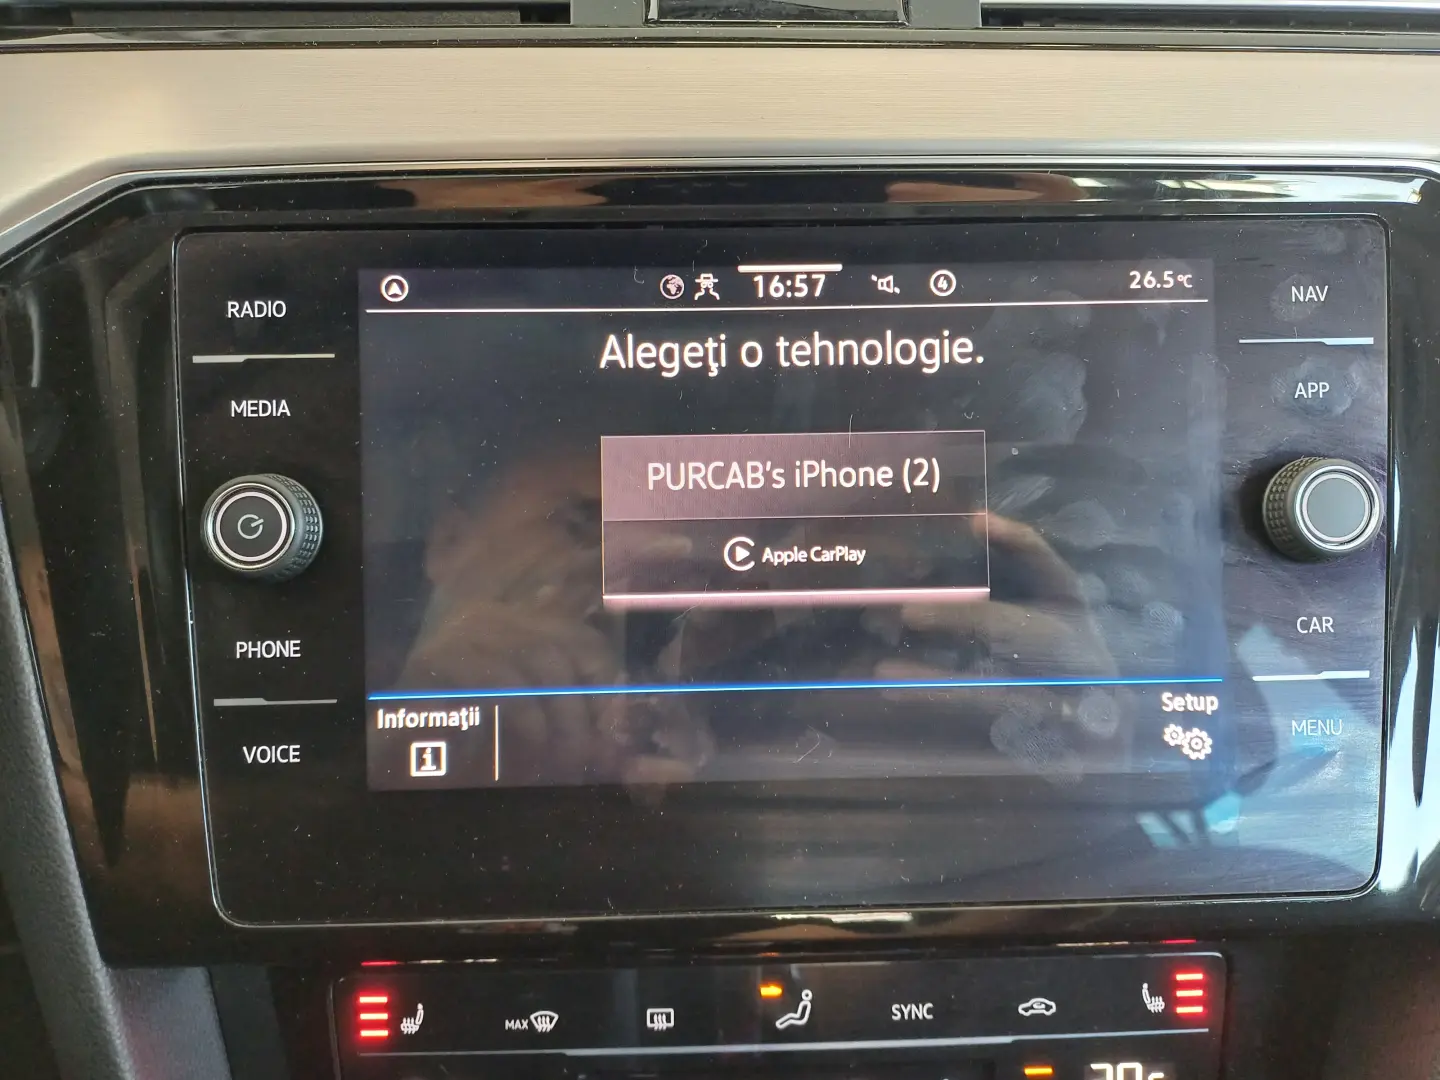 16:57
4
26.5°C
Alegeţi o tehnologie.
PURCAB's iPhone (2)
Apple CarPlay
Informaţii
i
Setup
RADIO
MEDIA
PHONE
VOICE
NAV
APP
CAR
MENU
MAX
SYNC